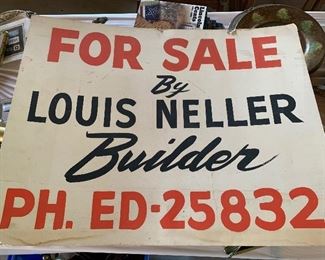 FOR SALE
By
LOUIS NELLER
Builder
PH. ED-25832